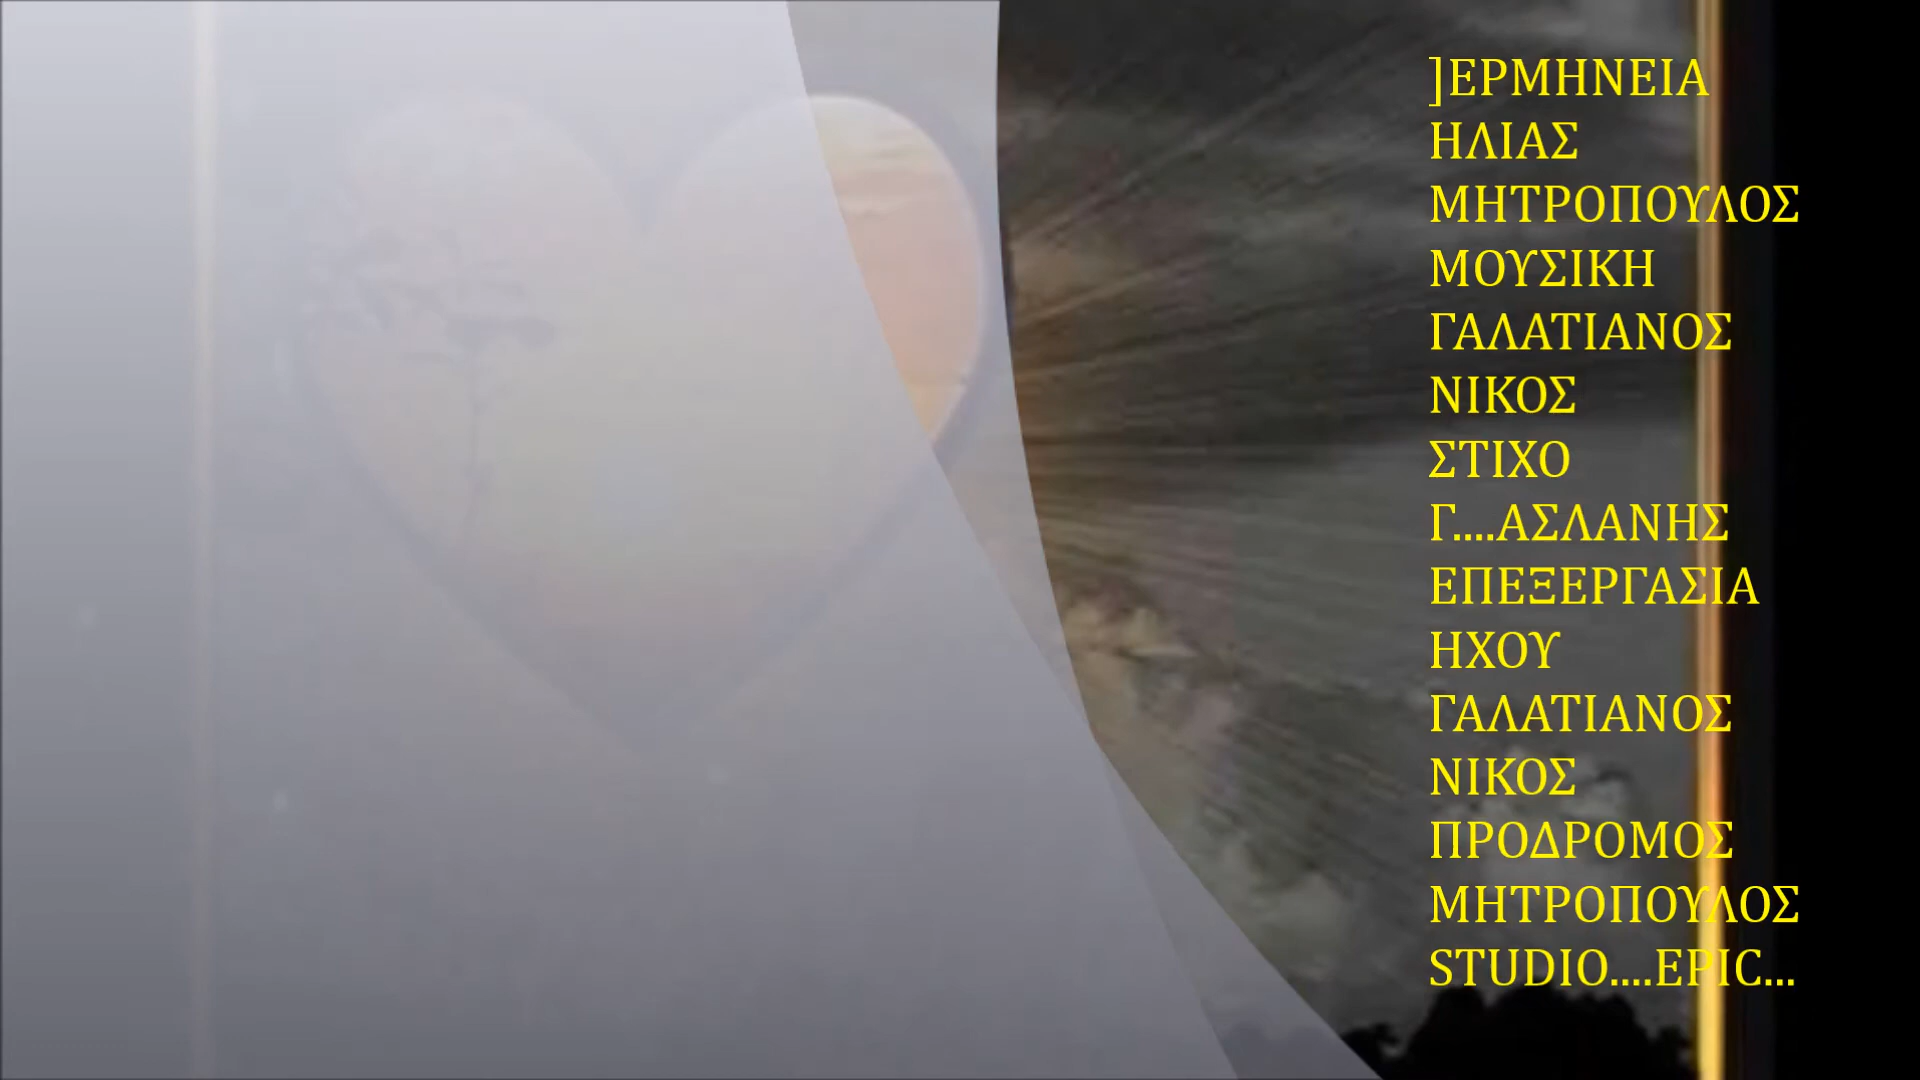 ]ΕΡΜΗΝΕΙΑ
ΗΛΙΑΣ
ΜΗΤΡΟΠΟΥΛΟΣ
ΜΟΥΣΙΚΗ
ΓΑΛΑΤΙΑΝΟΣ
ΝΙΚΟΣ
ΣΤΙΧΟ
Γ....ΑΣΛΑΝΗΣ
ΕΠΕΞΕΡΓΑΣΙΑ
ΗΧΟΥ
ΓΑΛΑΤΙΑΝΟΣ
ΝΙΚΟΣ
ΠΡΟΔΡΟΜΟΣ
ΜΗΤΡΟΠΟΥΛΟΣ
STUDIO....EPIC...